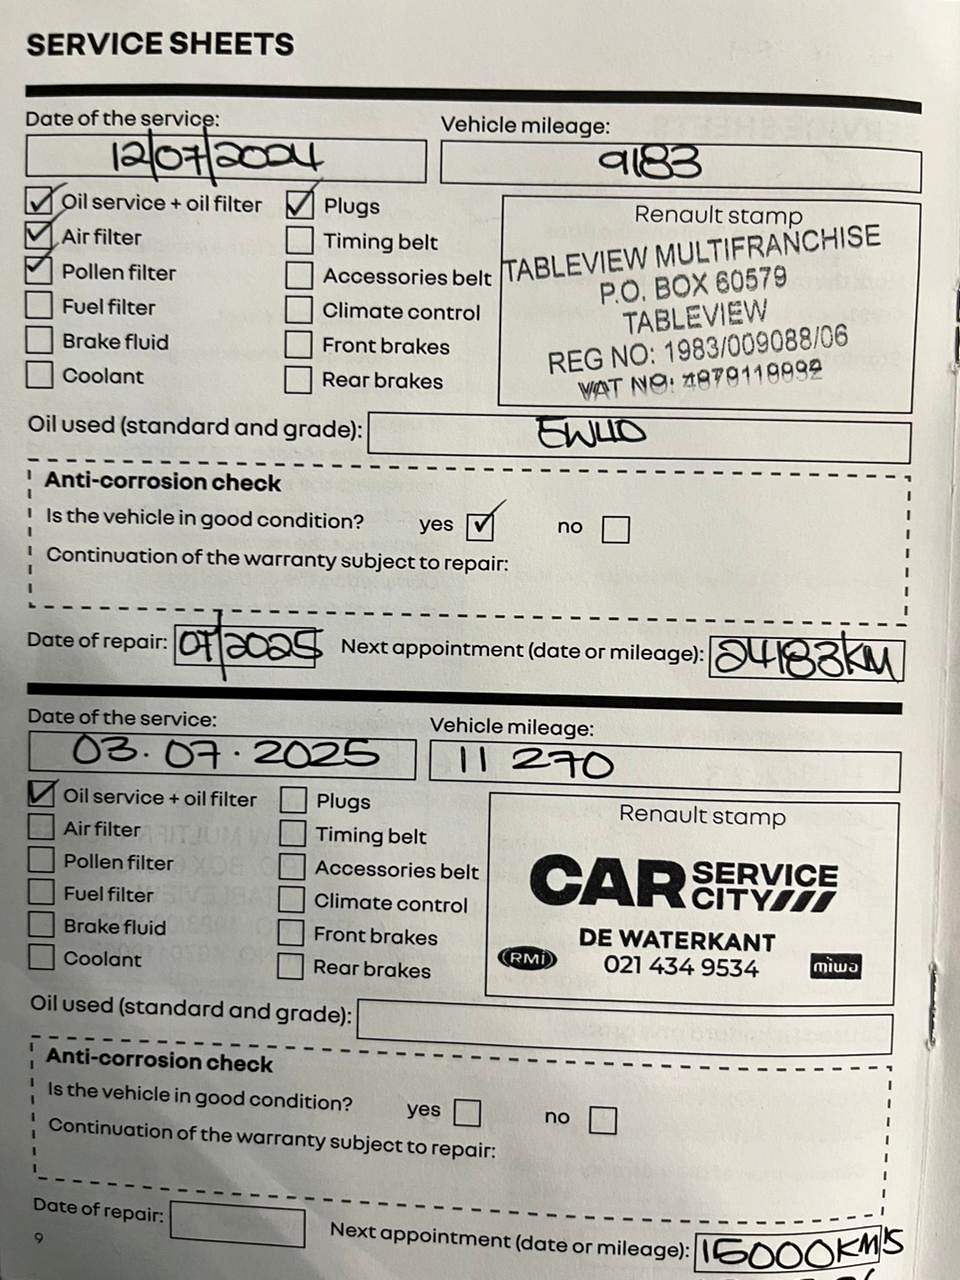 SERVICE SHEETS
Date of the service: Vehicle mileage:
12/07/2024 9183
Oil service + oil filter Plugs
Air filter Timing belt
Pollen filter Accessories belt
Fuel filter Climate control
Brake fluid Front brakes
Coolant Rear brakes
Renault stamp
TABLEVIEW MULTIFRANCHISE
P.O. BOX 60579
TABLEVIEW
REG NO: 1983/009088/06
VAT NO:
Oil used (standard and grade):
Anti-corrosion check
Is the vehicle in good condition? yes no
Continuation of the warranty subject to repair:
Date of repair: 07/2025 Next appointment (date or mileage): 24183KM
Date of the service: Vehicle mileage:
03.07.2025 11 270
Oil service + oil filter Plugs
Air filter Timing belt
Pollen filter Accessories belt
Fuel filter Climate control
Brake fluid Front brakes
Coolant Rear brakes
Renault stamp
CAR SERVICE CITY
DE WATERKANT
RMi 021 434 9534 miwa
Oil used (standard and grade):
Anti-corrosion check
Is the vehicle in good condition? yes no
Continuation of the warranty subject to repair:
Date of repair: Next appointment (date or mileage): 15000KM'S
9